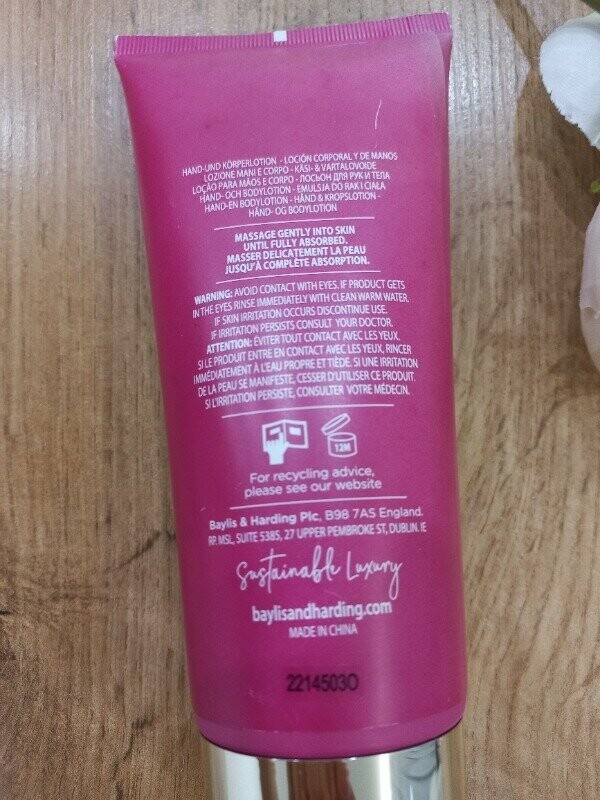 HAND-UND KÖRPERLOTION - LOCIÓN CORPORAL Y DE MANOS
LOZIONE MANI E CORPO - KÄSI- & VARTALOVOIDE
LOÇÃO PARA MÃOS E CORPO - ЛОСЬОН ДЛЯ РУК И ТЕЛА
HAND- OCH BODYLOTION - EMULSJA DO RAK I CIAŁA
HAND-EN BODYLOTION - HÅND & KROPSLOTION -
HÅND- OG BODYLOTION
MASSAGE GENTLY INTO SKIN
UNTIL FULLY ABSORBED.
MASSER DELICATEMENT LA PEAU
JUSQU'À COMPLÈTE ABSORPTION.
WARNING: AVOID CONTACT WITH EYES. IF PRODUCT GETS
IN THE EYES RINSE IMMEDIATELY WITH CLEAN WARM WATER.
IF SKIN IRRITATION OCCURS DISCONTINUE USE.
IF IRRITATION PERSISTS CONSULT YOUR DOCTOR.
ATTENTION: ÉVITER TOUT CONTACT AVEC LES YEUX.
SI LE PRODUIT ENTRE EN CONTACT AVEC LES YEUX, RINCER
IMMÉDIATEMENT À L'EAU PROPRE ET TIÈDE. SI UNE IRRITATION
DE LA PEAU SE MANIFESTE, CESSER D'UTILISER CE PRODUIT.
SI L'IRRITATION PERSISTE, CONSULTER VOTRE MÉDECIN.
12M
For recycling advice,
please see our website
Baylis & Harding Plc, B98 7AS England.
RP. MSL, SUITE 5385, 27 UPPER PEMBROKE ST, DUBLIN. IE
Sustainable Luxury
baylisandharding.com
MADE IN CHINA
2214503O